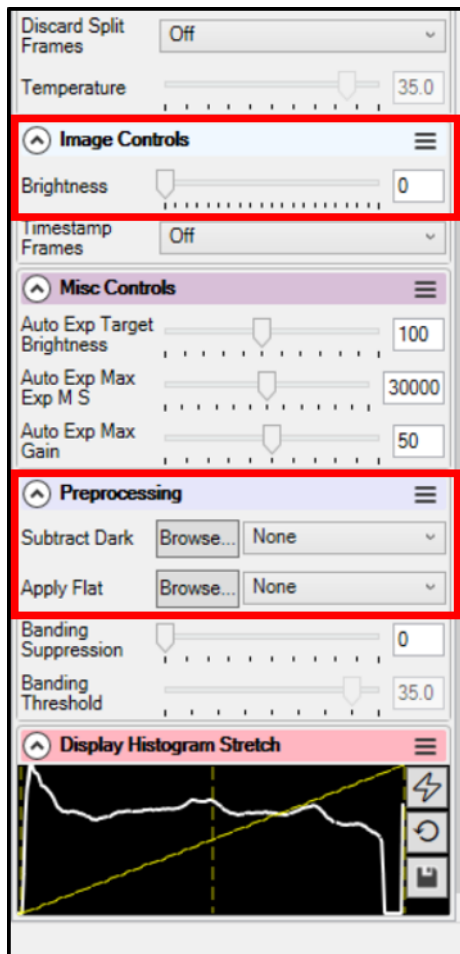 Discard Split
Frames
Off
Temperature
35.0
Image Controls
Brightness
0
Timestamp
Frames
Off
Misc Controls
Auto Exp Target
Brightness
100
Auto Exp Max
Exp M S
30000
Auto Exp Max
Gain
50
Preprocessing
Subtract Dark
Browse...
None
Apply Flat
Browse...
None
Banding
Suppression
0
Banding
Threshold
35.0
Display Histogram Stretch